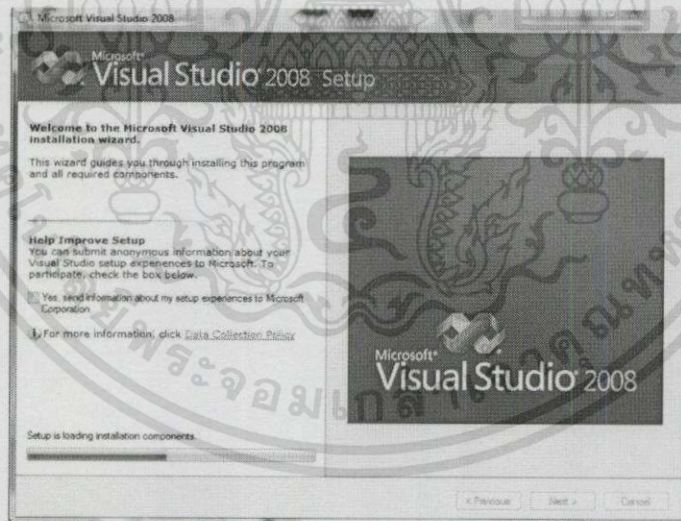 Microsoft Visual Studio 2008
Microsoft®
Visual Studio® 2008 Setup
Welcome to the Microsoft Visual Studio 2008
installation wizard.
This wizard guides you through installing this program
and all required components.
Help Improve Setup
You can submit anonymous information about your
Visual Studio setup experiences to Microsoft. To
participate, check the box below.
Yes, send information about my setup experiences to Microsoft
Corporation
For more information, click Data Collection Policy
Setup is loading installation components.
Microsoft®
Visual Studio® 2008
< Previous
Next >
Cancel